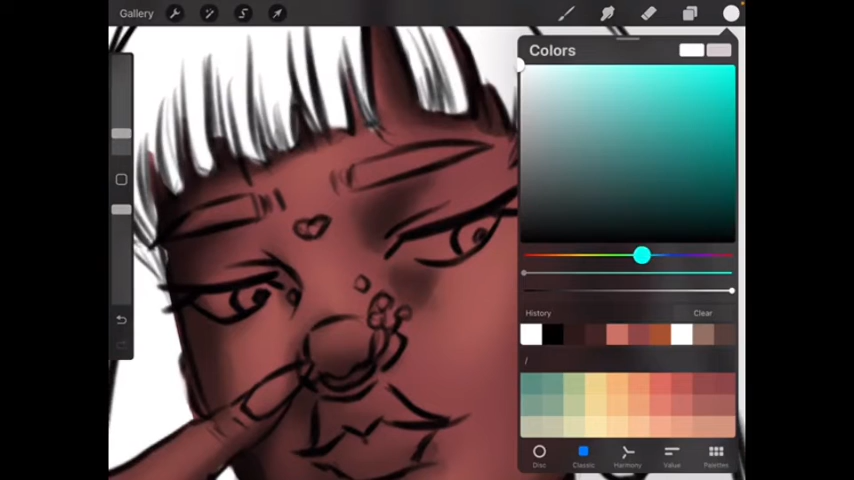 Gallery
Colors
History Clear
/
Disc Classic Harmony Value Palettes